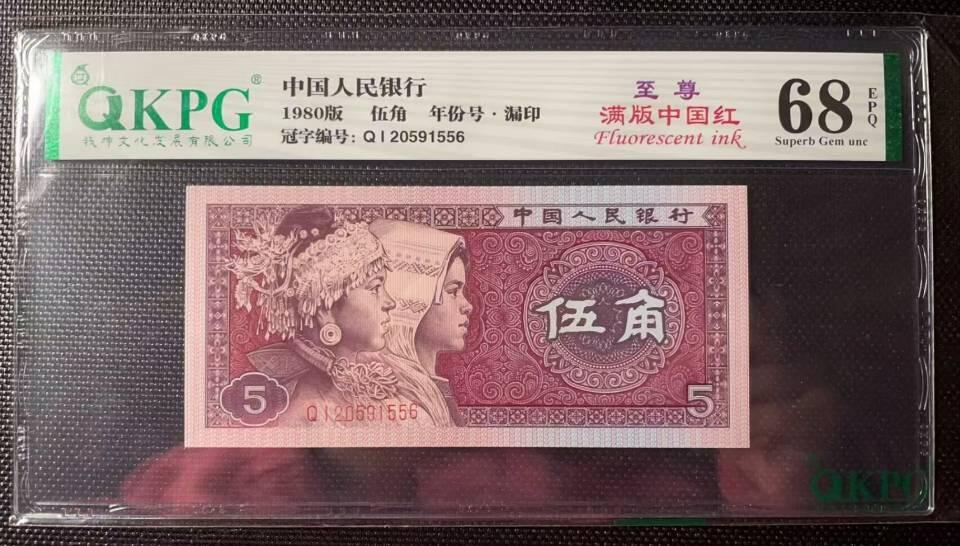 QKPG®
钱坤文化发展有限公司
中国人民银行
1980版 伍角 年份号·漏印
冠字编号: QI20591556
至尊
满版中国红
Fluorescent ink
68
EPQ
Superb Gem unc
中国人民银行
伍角
5
QI20591556
5
QKPG